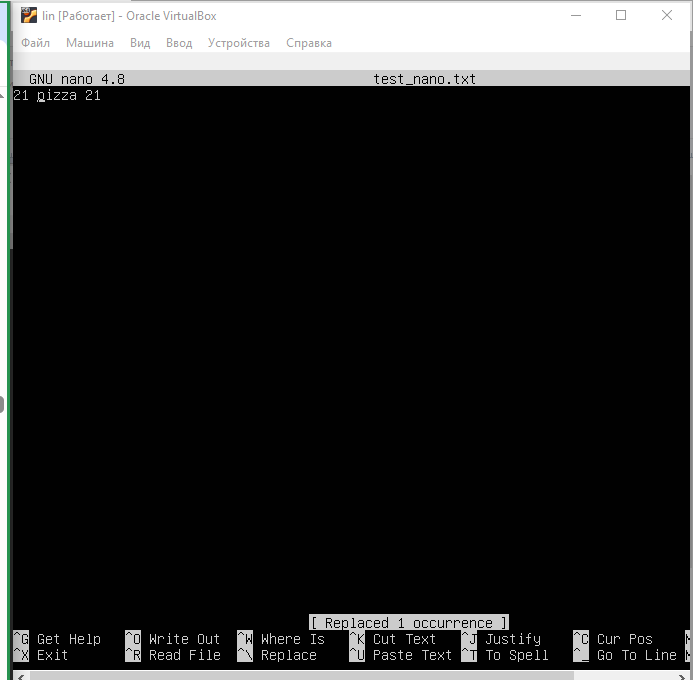 lin [Работает] - Oracle VirtualBox
Файл Машина Вид Ввод Устройства Справка
GNU nano 4.8 test_nano.txt
21 pizza 21
[ Replaced 1 occurrence ]
^G Get Help ^O Write Out ^W Where Is ^K Cut Text ^J Justify ^C Cur Pos M
^X Exit ^R Read File ^\ Replace ^U Paste Text ^T To Spell ^_ Go To Line M